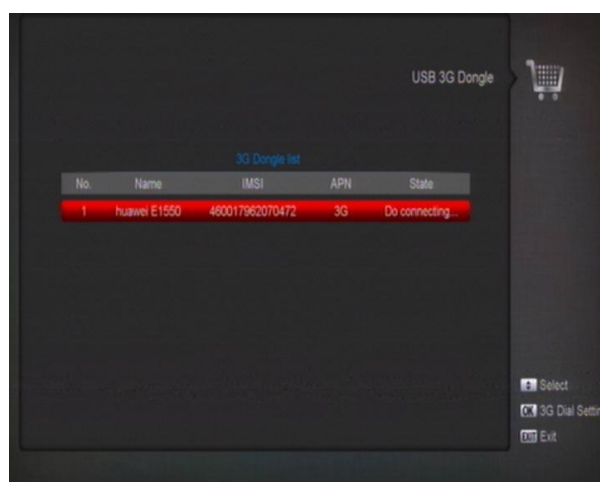 USB 3G Dongle
3G Dongle list
No. Name IMSI APN State
1 huawei E1550 460017962070472 3G Do connecting...
Select
OK 3G Dial Settin
EXIT Exit